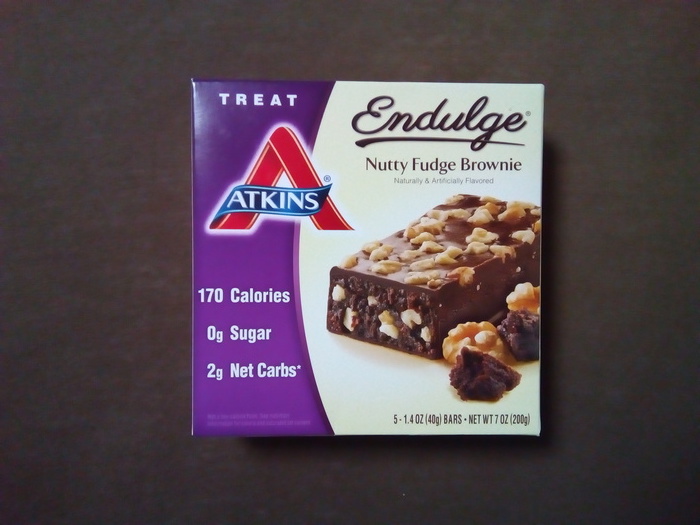 TREAT
ATKINS®
Endulge®
Nutty Fudge Brownie
Naturally & Artificially Flavored
170 Calories
0g Sugar
2g Net Carbs*
5 - 1.4 OZ (40g) BARS • NET WT 7 OZ (200g)